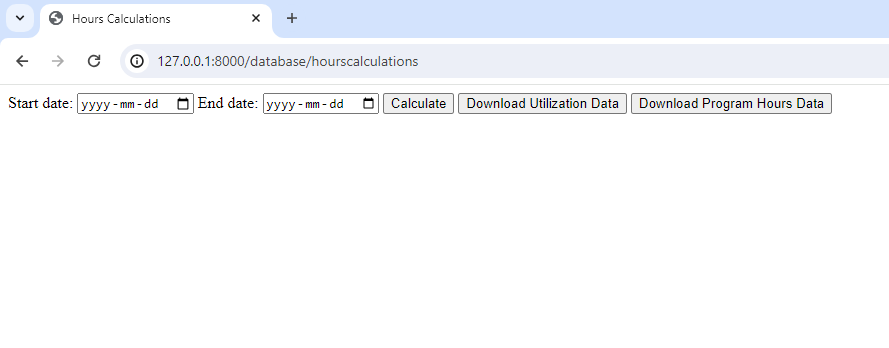 Hours Calculations
127.0.0.1:8000/database/hourscalculations
Start date: yyyy-mm-dd End date: yyyy-mm-dd Calculate Download Utilization Data Download Program Hours Data